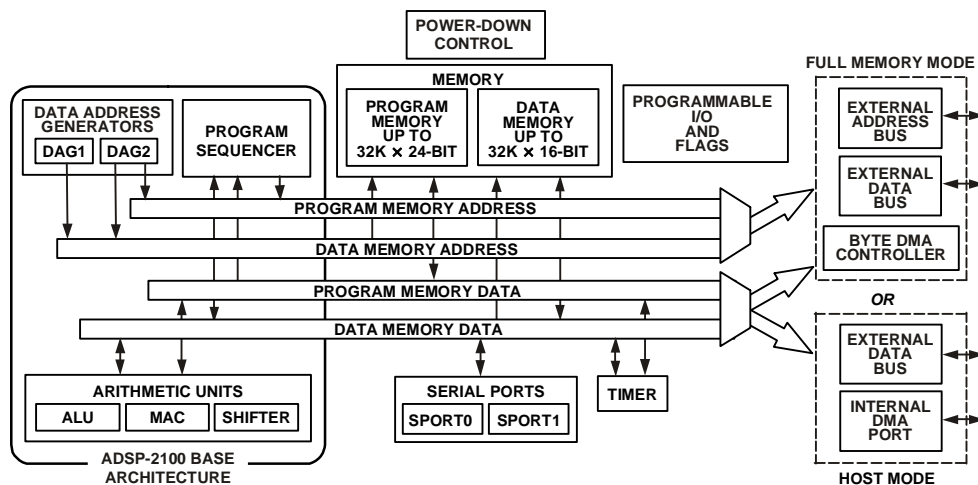 POWER-DOWN
CONTROL
FULL MEMORY MODE
MEMORY
PROGRAM
MEMORY
UP TO
32K × 24-BIT
DATA
MEMORY
UP TO
32K × 16-BIT
PROGRAMMABLE
I/O
AND
FLAGS
EXTERNAL
ADDRESS
BUS
DATA ADDRESS
GENERATORS
DAG1
DAG2
PROGRAM
SEQUENCER
EXTERNAL
DATA
BUS
PROGRAM MEMORY ADDRESS
DATA MEMORY ADDRESS
BYTE DMA
CONTROLLER
PROGRAM MEMORY DATA
OR
DATA MEMORY DATA
EXTERNAL
DATA
BUS
ARITHMETIC UNITS
ALU
MAC
SHIFTER
SERIAL PORTS
SPORT0
SPORT1
TIMER
INTERNAL
DMA
PORT
ADSP-2100 BASE
ARCHITECTURE
HOST MODE